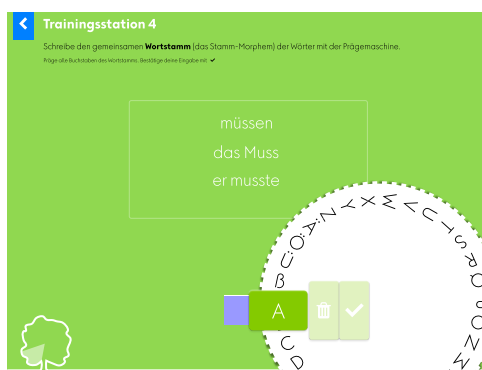 Trainingsstation 4
Schreibe den gemeinsamen Wortstamm (das Stamm-Morphem) der Wörter mit der Prägemaschine.
Präge alle Buchstaben des Wortstamms. Bestätige deine Eingabe mit ✔
müssen
das Muss
er musste
Z Y X W V U T S R Q P O N M
Ä
Ö
Ü
ß
A
C
D